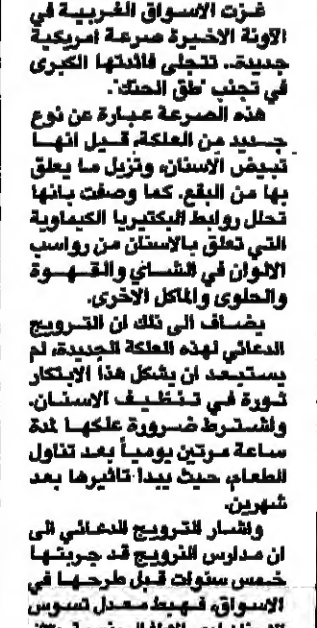 غزت الاسواق الغربية في
الآونة الاخيرة صرعة امريكية
جديدة.. تتجلى فائدتها الكبرى
في تجنب "طق الحنك".
هذه الصرعة عبارة عن نوع
جديد من العلكة، قيل انها
تبيض الاسنان، وتزيل ما يعلق
بها من البقع. كما وصفت بانها
تحلل روابط البكتيريا الكيماوية
التي تعلق بالاسنان من رواسب
الالوان في الشاي والقهوة
والحلوى والماكل الاخرى.
يضاف الى ذلك ان الترويج
الدعائي لهذه العلكة الجديدة، لم
يستبعد ان يشكل هذا الابتكار
ثورة في تنظيف الاسنان.
واشترط ضرورة علكها لمدة
ساعة مرتين يومياً بعد تناول
الطعام، حيث يبدأ تاثيرها بعد
شهرين.
واشار الترويج الدعائي الى
ان مدارس النرويج قد جربتها
خمس سنوات قبل طرحها في
الاسواق، فهبط معدل تسوس